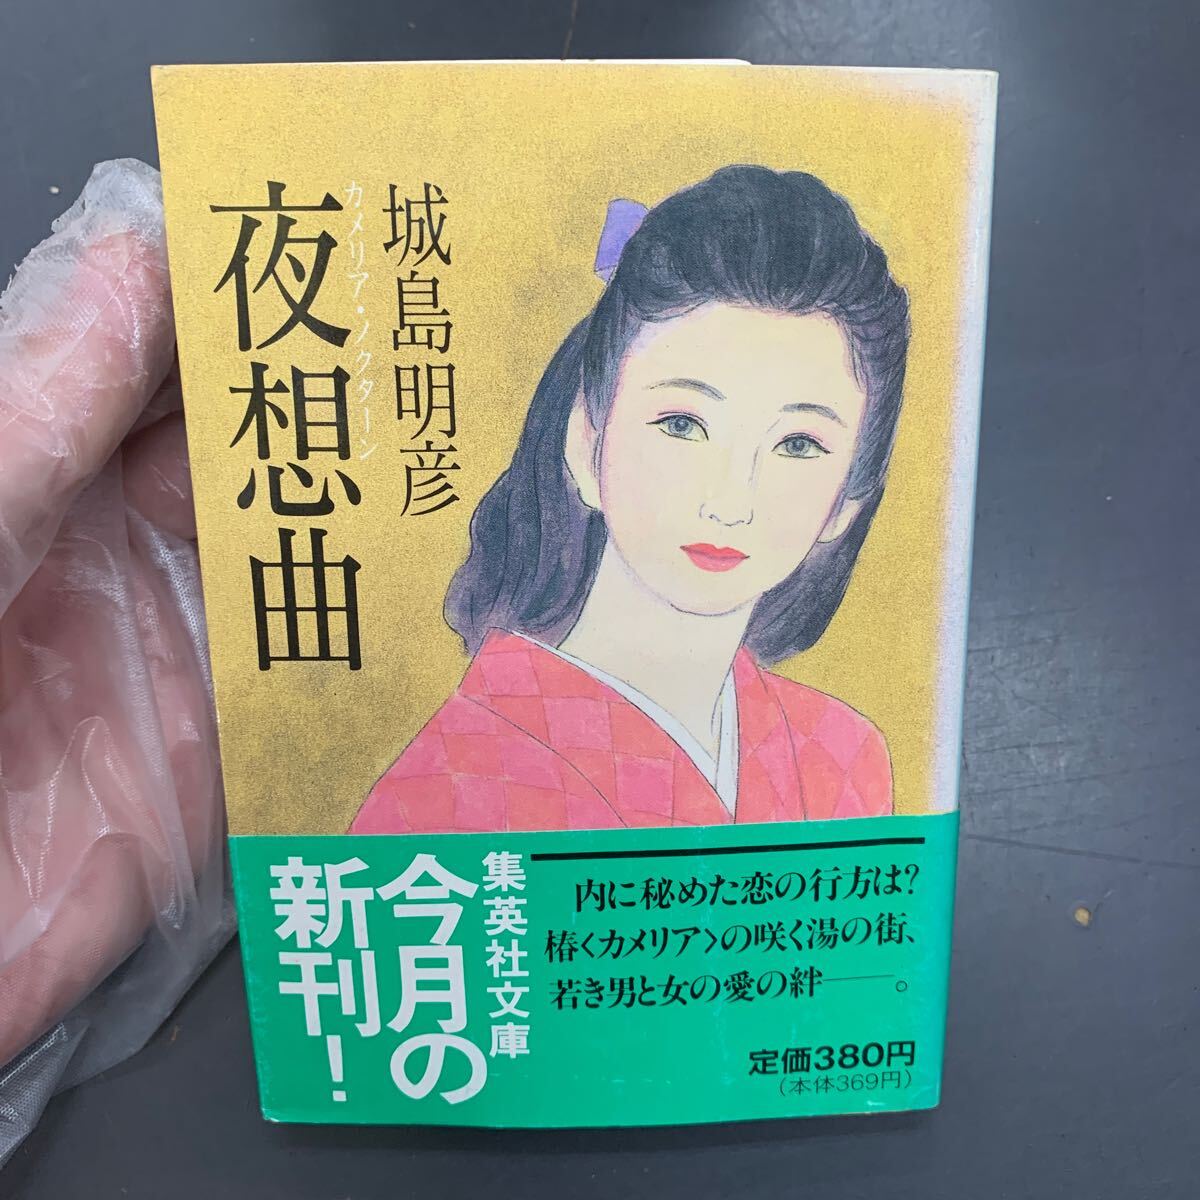 城島明彦
カメリア・ノクターン
夜想曲
内に秘めた恋の行方は?
椿<カメリア>の咲く湯の街、
若き男と女の愛の絆――。
定価380円
(本体369円)
集英社文庫
今月の
新刊!